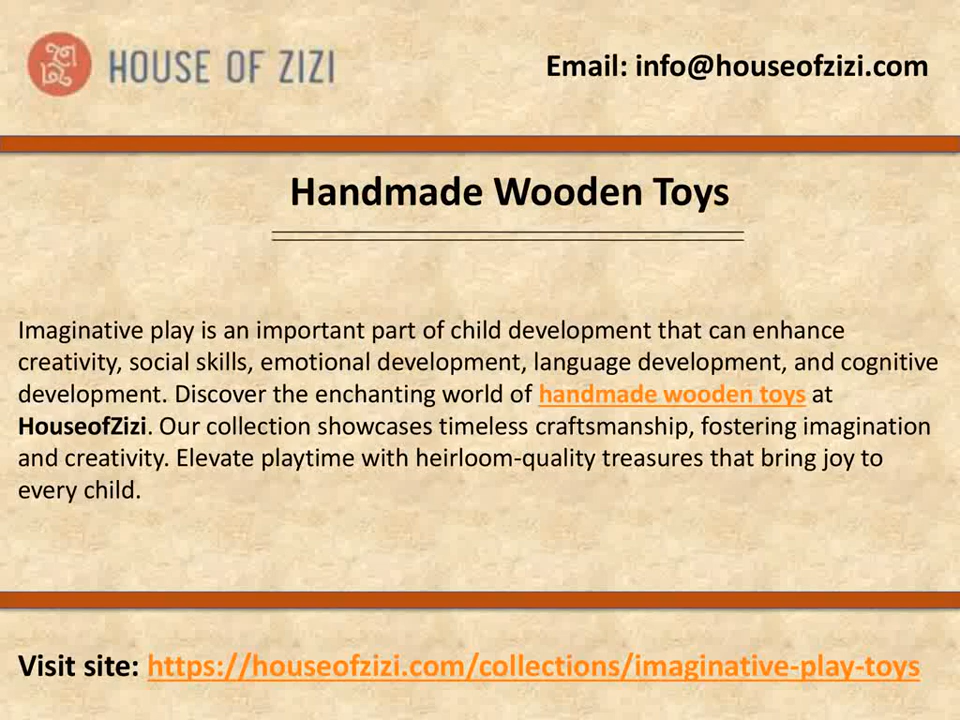 HOUSE OF ZIZI
Email: info@houseofzizi.com
Handmade Wooden Toys
Imaginative play is an important part of child development that can enhance
creativity, social skills, emotional development, language development, and cognitive
development. Discover the enchanting world of handmade wooden toys at
HouseofZizi. Our collection showcases timeless craftsmanship, fostering imagination
and creativity. Elevate playtime with heirloom-quality treasures that bring joy to
every child.
Visit site: https://houseofzizi.com/collections/imaginative-play-toys